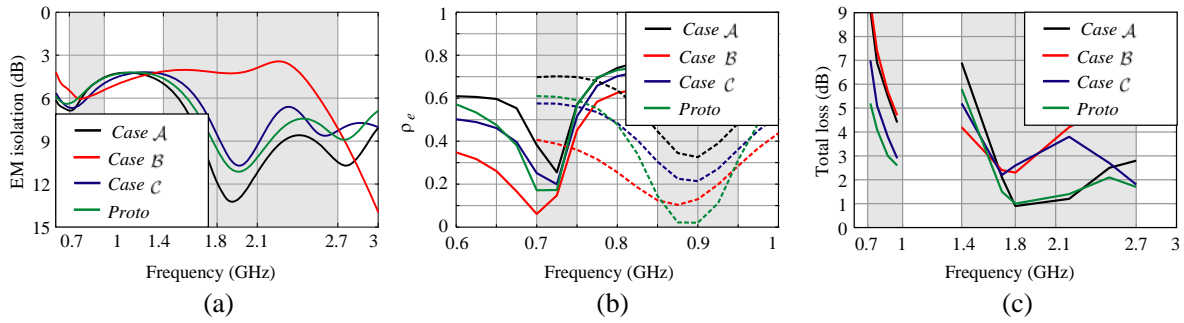 0
3
6
9
12
15
EM isolation (dB)
0.7
1
1.4
1.8
2.1
2.7
3
Frequency (GHz)
Case A
Case B
Case C
Proto
(a)
1
0.8
0.6
0.4
0.2
0
ρe
0.6
0.7
0.8
0.9
1
Frequency (GHz)
Case A
Case B
Case C
Proto
(b)
9
8
7
6
5
4
3
2
1
0
Total loss (dB)
0.7
1
1.4
1.8
2.1
2.7
3
Frequency (GHz)
Case A
Case B
Case C
Proto
(c)